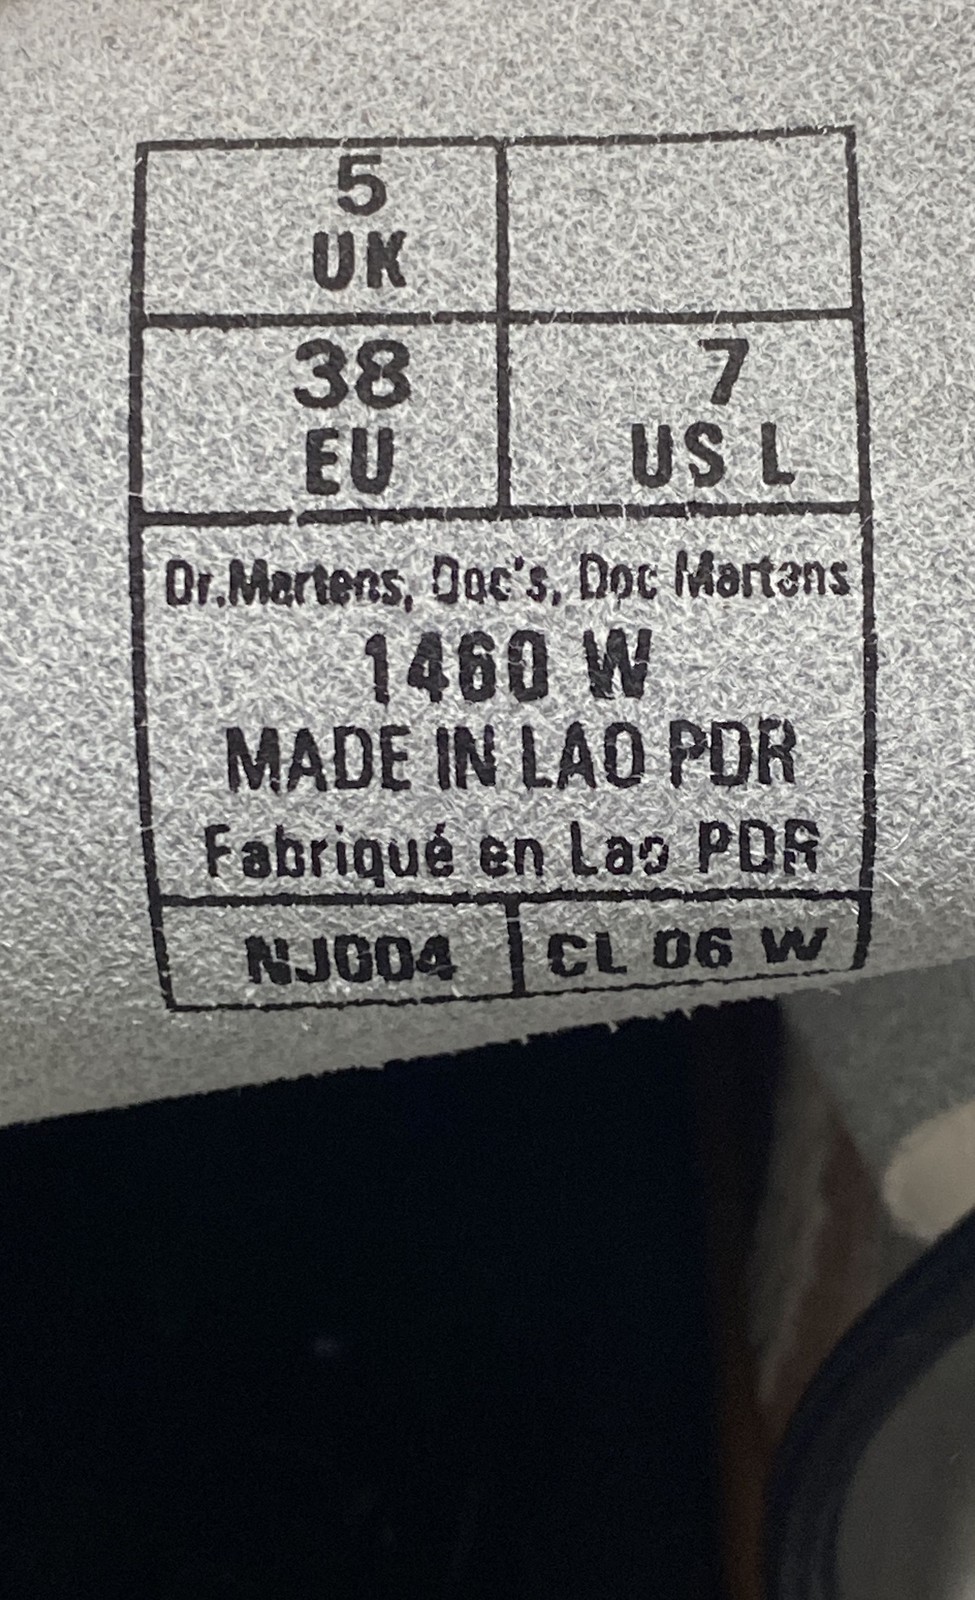 5
UK
38
EU
7
US L
Dr.Martens, Doc's, Doc Martens
1460 W
MADE IN LAO PDR
Fabriqué en Lao PDR
NJ004
CL 06 W